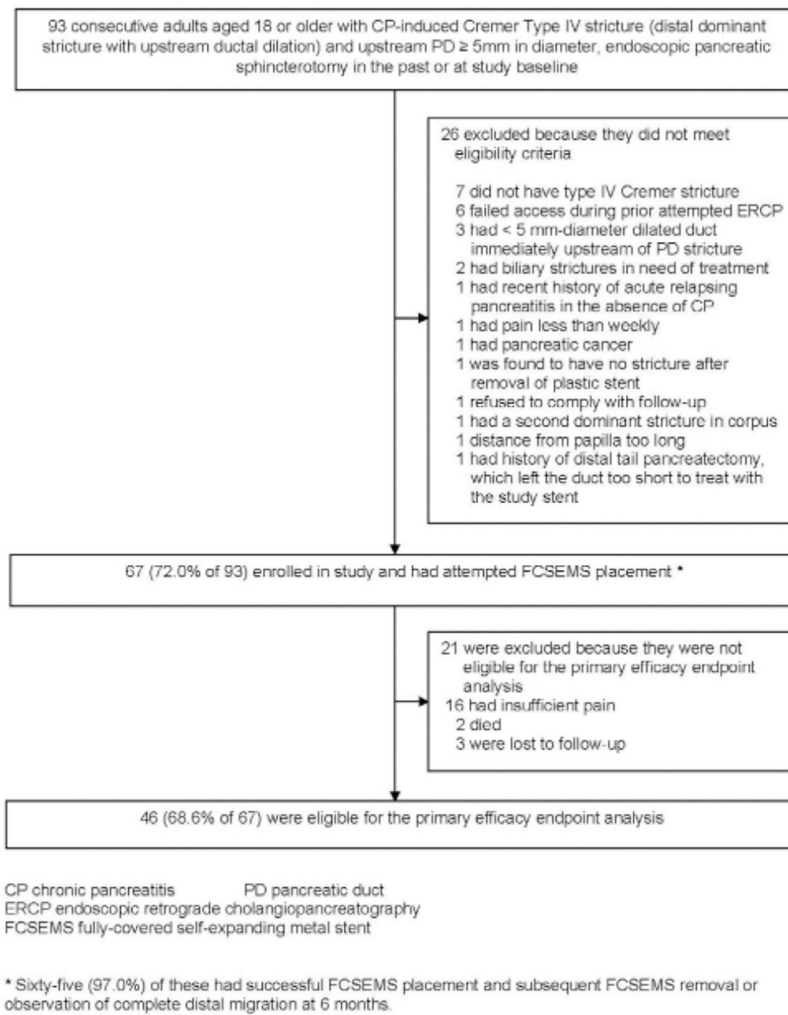 93 consecutive adults aged 18 or older with CP-induced Cremer Type IV stricture (distal dominant
stricture with upstream ductal dilation) and upstream PD ≥ 5mm in diameter, endoscopic pancreatic
sphincterotomy in the past or at study baseline
26 excluded because they did not meet
eligibility criteria
7 did not have type IV Cremer stricture
6 failed access during prior attempted ERCP
3 had < 5 mm-diameter dilated duct
immediately upstream of PD stricture
2 had biliary strictures in need of treatment
1 had recent history of acute relapsing
pancreatitis in the absence of CP
1 had pain less than weekly
1 had pancreatic cancer
1 was found to have no stricture after
removal of plastic stent
1 refused to comply with follow-up
1 had a second dominant stricture in corpus
1 distance from papilla too long
1 had history of distal tail pancreatectomy,
which left the duct too short to treat with
the study stent
67 (72.0% of 93) enrolled in study and had attempted FCSEMS placement *
21 were excluded because they were not
eligible for the primary efficacy endpoint
analysis
16 had insufficient pain
2 died
3 were lost to follow-up
46 (68.6% of 67) were eligible for the primary efficacy endpoint analysis
CP chronic pancreatitis PD pancreatic duct
ERCP endoscopic retrograde cholangiopancreatography
FCSEMS fully-covered self-expanding metal stent
* Sixty-five (97.0%) of these had successful FCSEMS placement and subsequent FCSEMS removal or
observation of complete distal migration at 6 months.